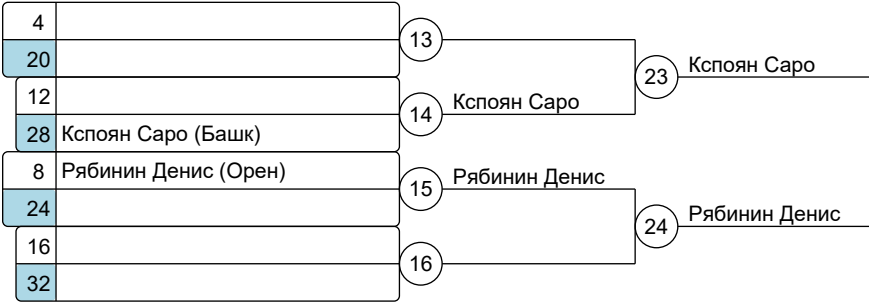 4
13
20
23 Кспоян Саро
12
14 Кспоян Саро
28 Кспоян Саро (Башк)
8 Рябинин Денис (Орен)
15 Рябинин Денис
24
24 Рябинин Денис
16
16
32